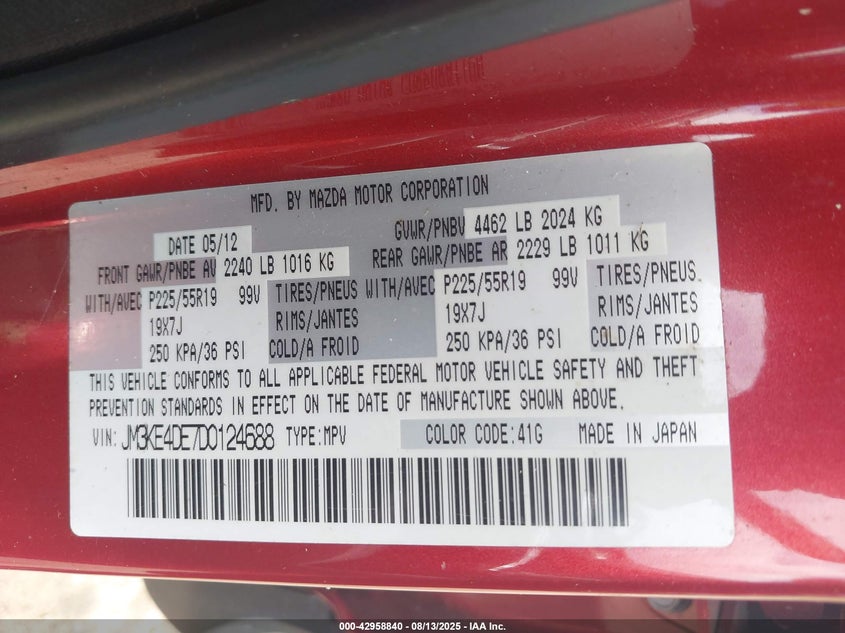 MFD. BY MAZDA MOTOR CORPORATION
DATE 05/12 GVWR/PNBV 4462 LB 2024 KG
FRONT GAWR/PNBE AV 2240 LB 1016 KG REAR GAWR/PNBE AR 2229 LB 1011 KG
WITH/AVEC P225/55R19 99V TIRES/PNEUS WITH/AVEC P225/55R19 99V TIRES/PNEUS
19X7J RIMS/JANTES 19X7J RIMS/JANTES
250 KPA/36 PSI COLD/A FROID 250 KPA/36 PSI COLD/A FROID
THIS VEHICLE CONFORMS TO ALL APPLICABLE FEDERAL MOTOR VEHICLE SAFETY AND THEFT
PREVENTION STANDARDS IN EFFECT ON THE DATE OF MANUFACTURE SHOWN ABOVE.
VIN: JM3KE4DE7D0124688 TYPE:MPV COLOR CODE:41G MADE IN JAPAN
000-42958840 - 08/13/2025 - IAA Inc.